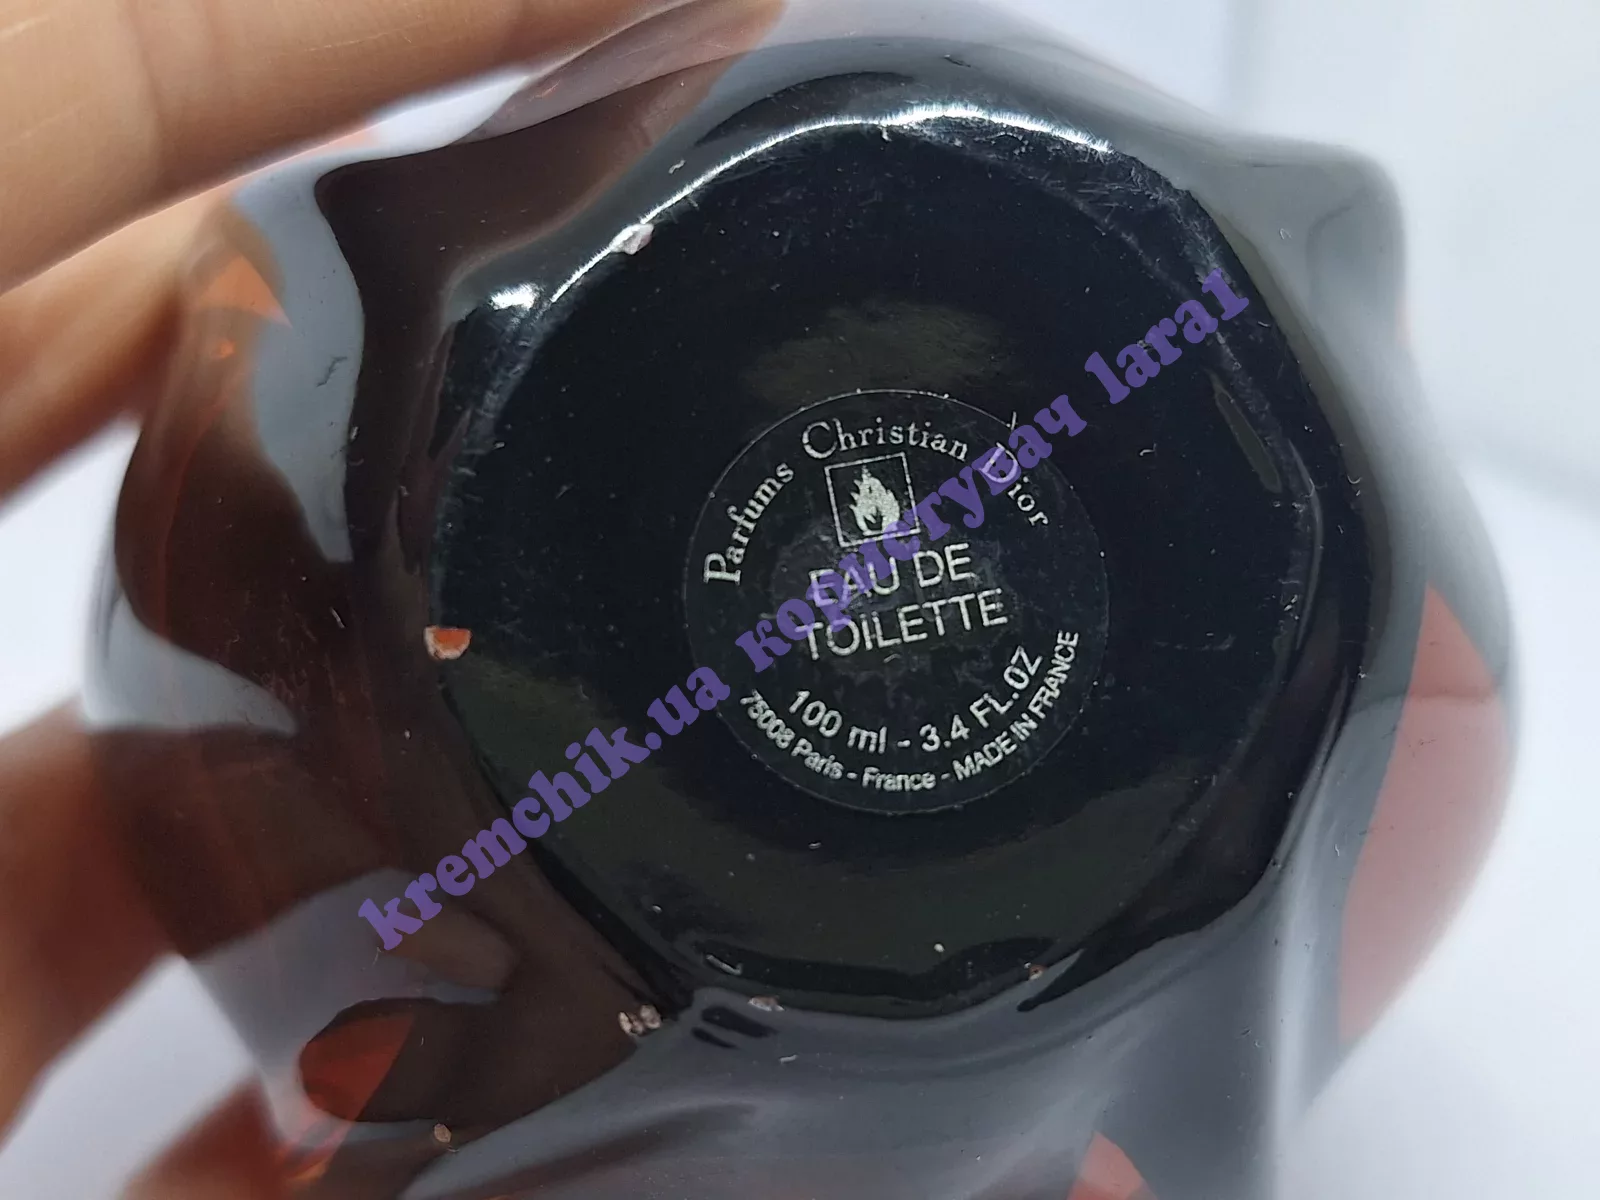 Parfums Christian Dior
EAU DE
TOILETTE
100 ml - 3.4 FL.OZ
75008 Paris - France - MADE IN FRANCE
kremchik.ua користувач lara1